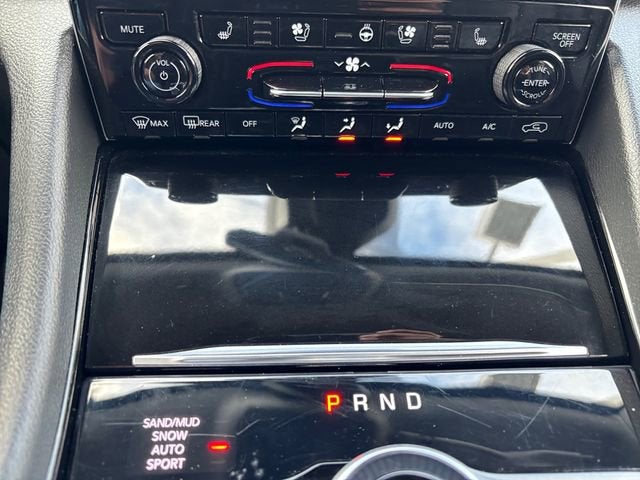 MUTE
SCREEN
OFF
VOL
TUNE
ENTER
SCROLL
MAX
REAR
OFF
AUTO
A/C
P R N D
SAND/MUD
SNOW
AUTO
SPORT